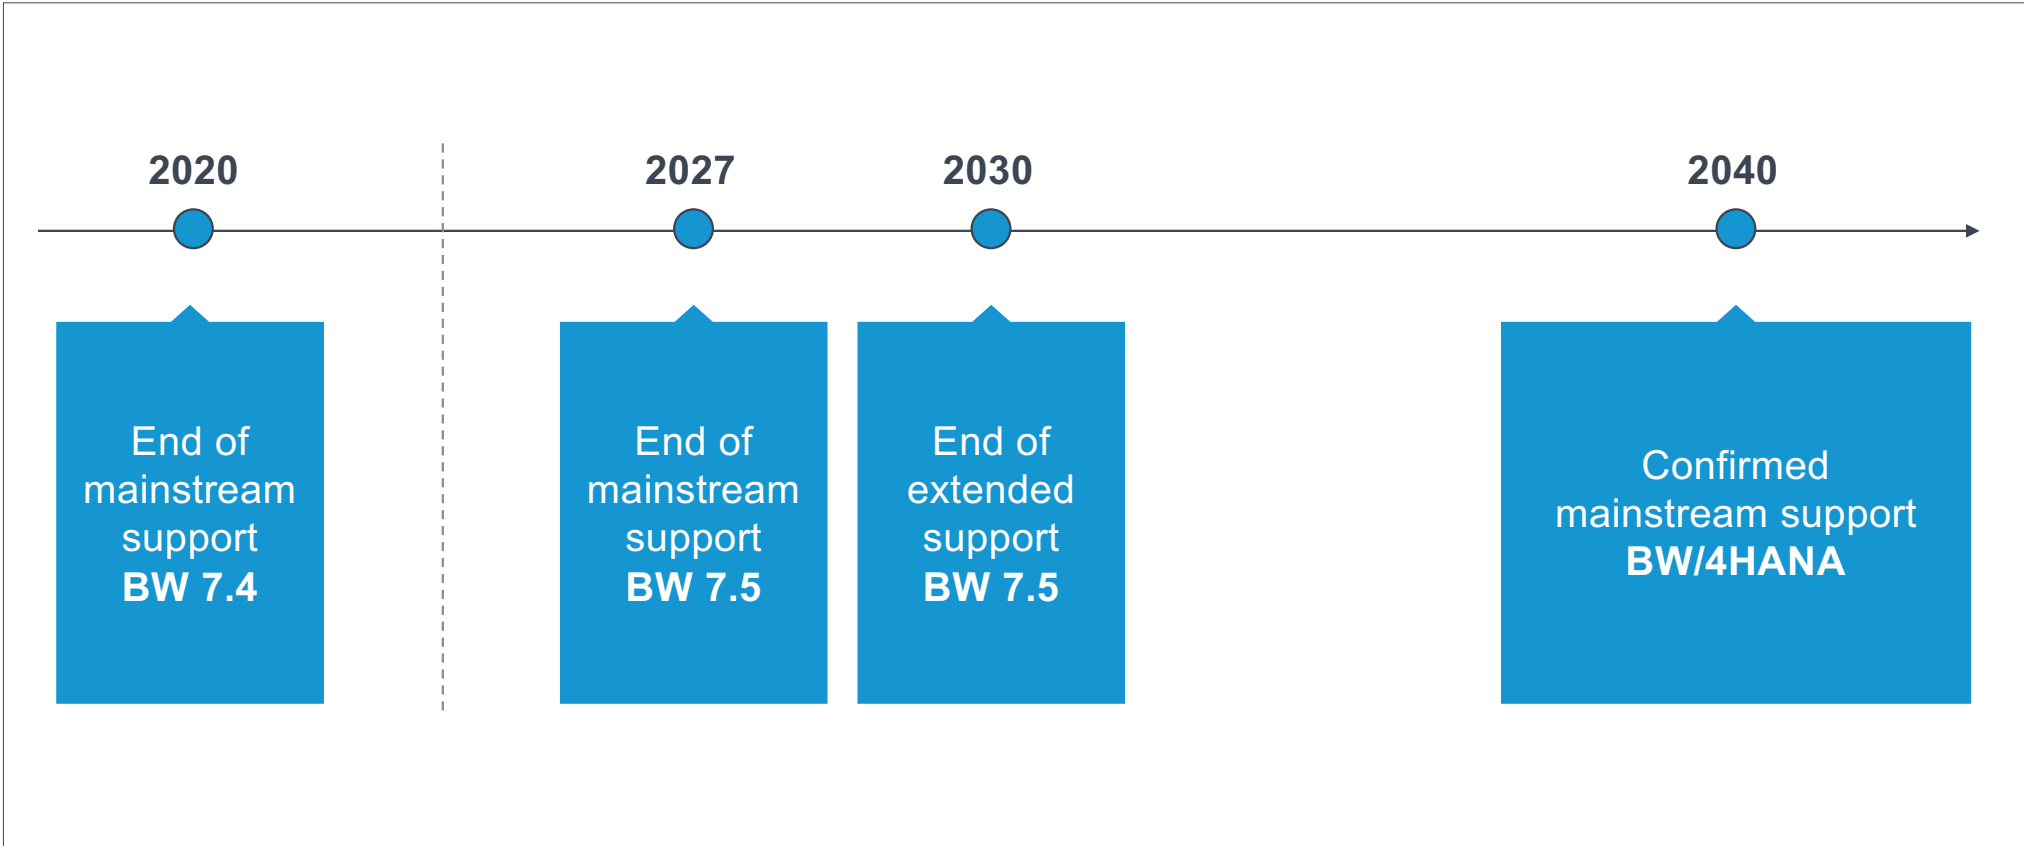 2020
2027
2030
2040
End of
mainstream
support
BW 7.4
End of
mainstream
support
BW 7.5
End of
extended
support
BW 7.5
Confirmed
mainstream support
BW/4HANA